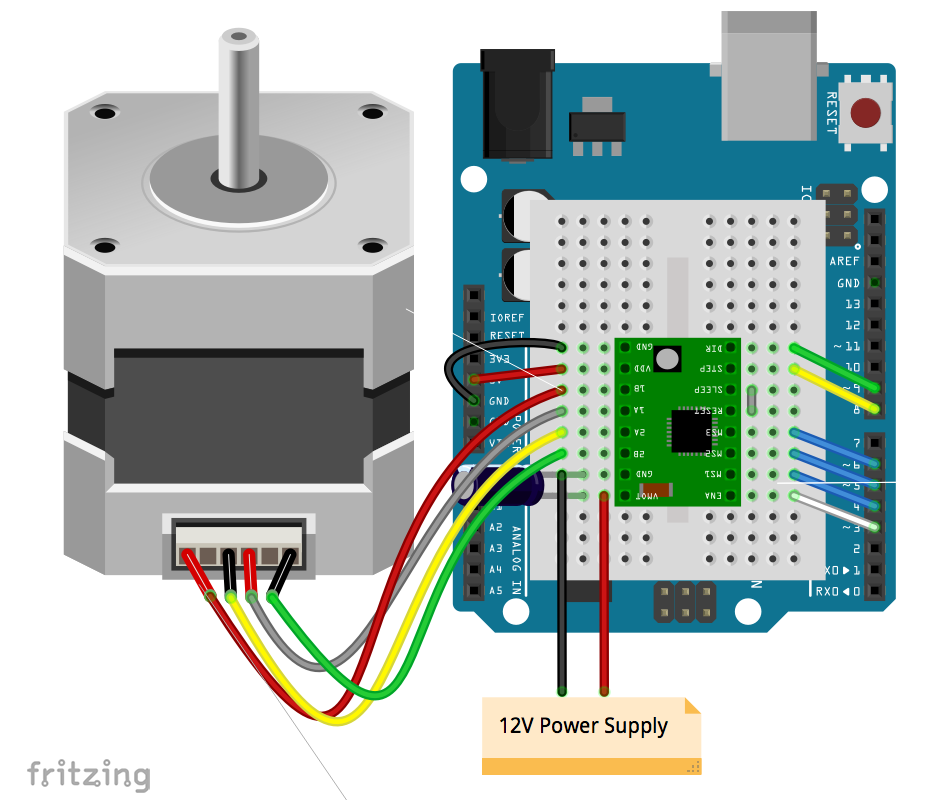 RESET
IOREF
RESET
3V3
GND
AREF
GND
13
12
~11
10
~9
8
7
~6
~5
4
~3
2
1
RX0 0
A2
A3
A4
A5
ANALOG IN
GND
VDD
1B
1A
2A
2B
GND
VMOT
DIR
STEP
SLEEP
RESET
MS3
MS2
MS1
ENA
12V Power Supply
fritzing